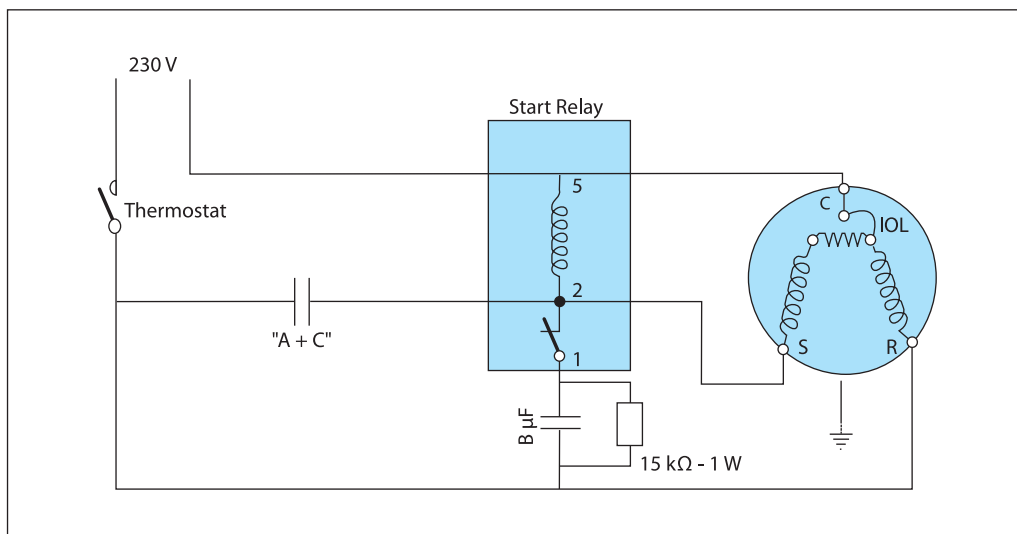 230 V
Start Relay
5
C
IOL
Thermostat
2
"A + C"
1
S
R
B µF
15 kΩ - 1 W